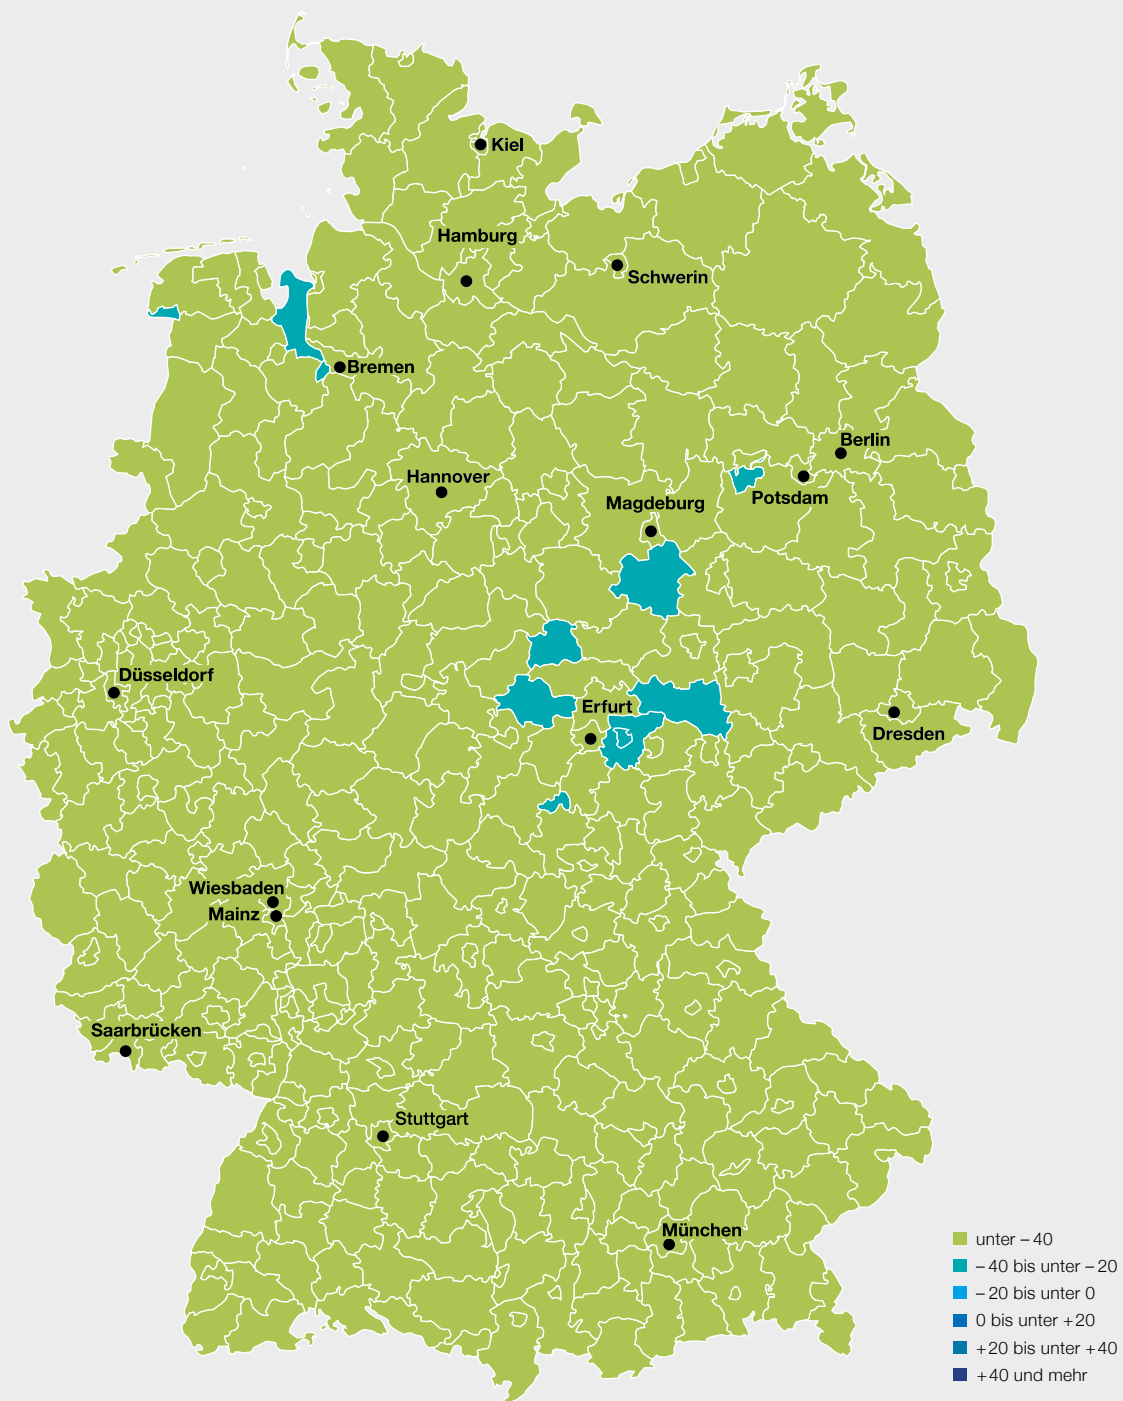 Kiel
Hamburg
Schwerin
Bremen
Berlin
Hannover
Potsdam
Magdeburg
Düsseldorf
Erfurt
Dresden
Wiesbaden
Mainz
Saarbrücken
Stuttgart
München
unter – 40
– 40 bis unter – 20
– 20 bis unter 0
0 bis unter +20
+20 bis unter +40
+40 und mehr